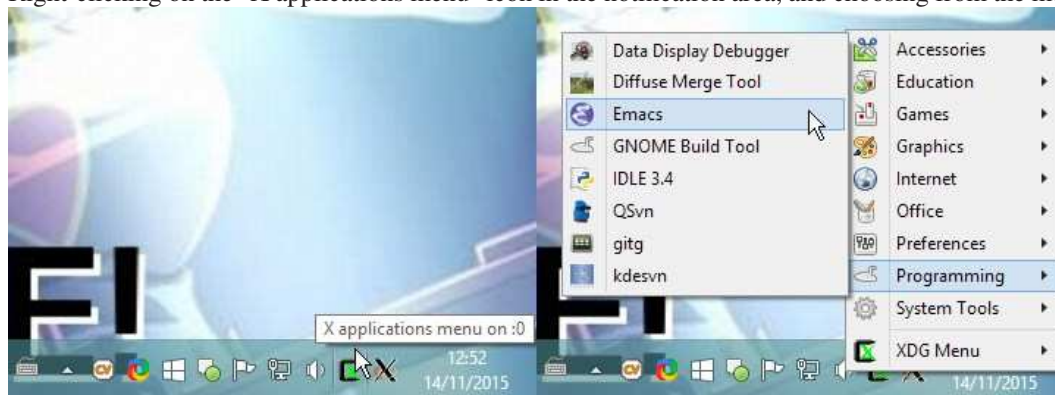 Data Display Debugger
Diffuse Merge Tool
Emacs
GNOME Build Tool
IDLE 3.4
QSvn
gitg
kdesvn
Accessories
Education
Games
Graphics
Internet
Office
Preferences
Programming
System Tools
XDG Menu
F!
X applications menu on :0
12:52
14/11/2015
14/11/2015